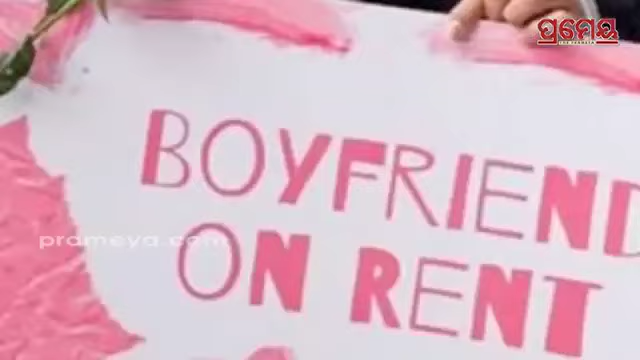 ପ୍ରମେୟ
prameya.com
BOYFRIEND
ON RENT